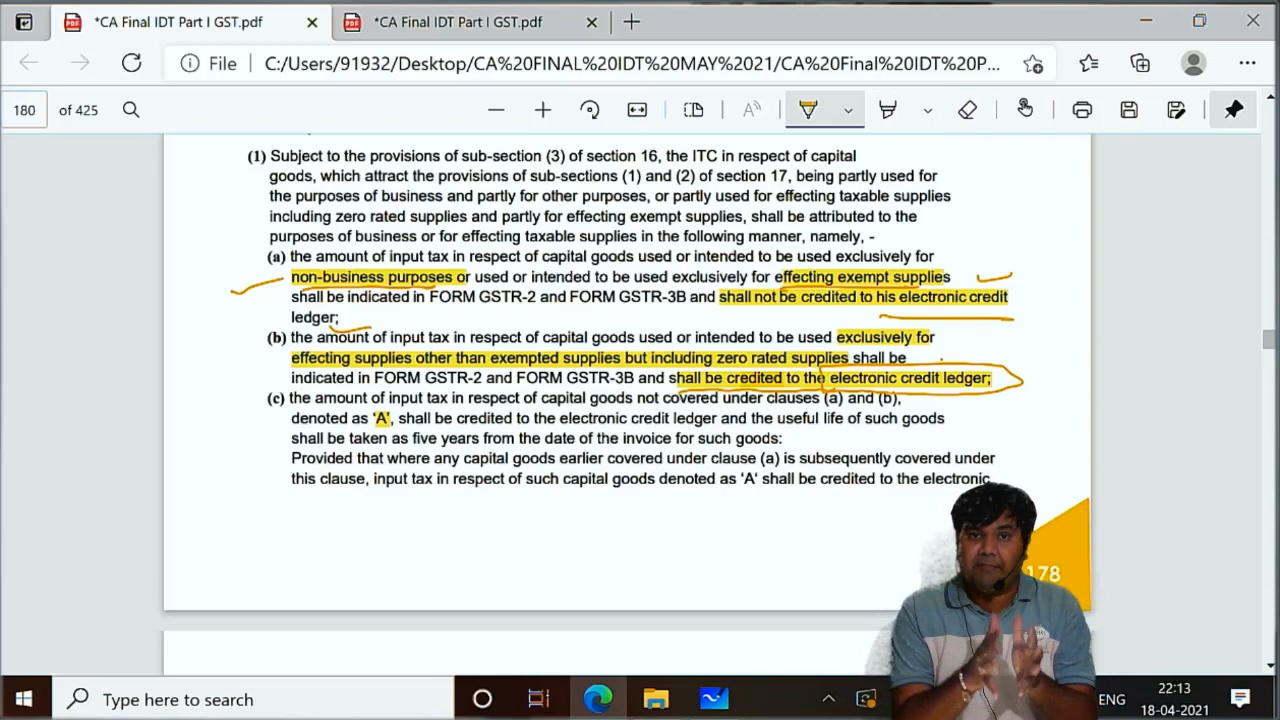 *CA Final IDT Part I GST.pdf
*CA Final IDT Part I GST.pdf
File
C:/Users/91932/Desktop/CA%20FINAL%20IDT%20MAY%2021/CA%20Final%20IDT%20P...
180
of 425
(1) Subject to the provisions of sub-section (3) of section 16, the ITC in respect of capital
goods, which attract the provisions of sub-sections (1) and (2) of section 17, being partly used for
the purposes of business and partly for other purposes, or partly used for effecting taxable supplies
including zero rated supplies and partly for effecting exempt supplies, shall be attributed to the
purposes of business or for effecting taxable supplies in the following manner, namely, -
(a) the amount of input tax in respect of capital goods used or intended to be used exclusively for
non-business purposes or used or intended to be used exclusively for effecting exempt supplies
shall be indicated in FORM GSTR-2 and FORM GSTR-3B and shall not be credited to his electronic credit
ledger;
(b) the amount of input tax in respect of capital goods used or intended to be used exclusively for
effecting supplies other than exempted supplies but including zero rated supplies shall be
indicated in FORM GSTR-2 and FORM GSTR-3B and shall be credited to the electronic credit ledger;
(c) the amount of input tax in respect of capital goods not covered under clauses (a) and (b),
denoted as 'A', shall be credited to the electronic credit ledger and the useful life of such goods
shall be taken as five years from the date of the invoice for such goods:
Provided that where any capital goods earlier covered under clause (a) is subsequently covered under
this clause, input tax in respect of such capital goods denoted as 'A' shall be credited to the electronic
178
Type here to search
ENG
22:13
18-04-2021